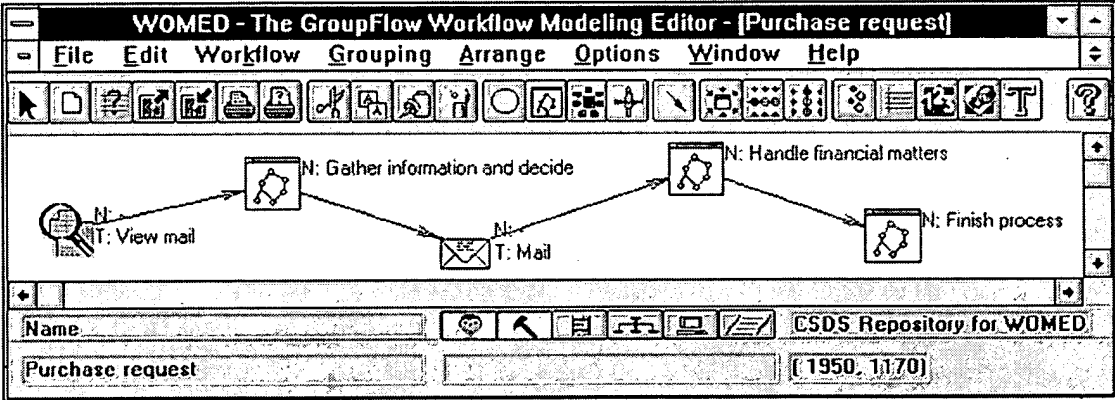 WOMED - The GroupFlow Workflow Modeling Editor - [Purchase request]
File Edit Workflow Grouping Arrange Options Window Help
N: Gather information and decide
N: Handle financial matters
N:
T: View mail
N:
T: Mail
N: Finish process
Name
CSDS Repository for WOMED
Purchase request
[ 1950, 1170]